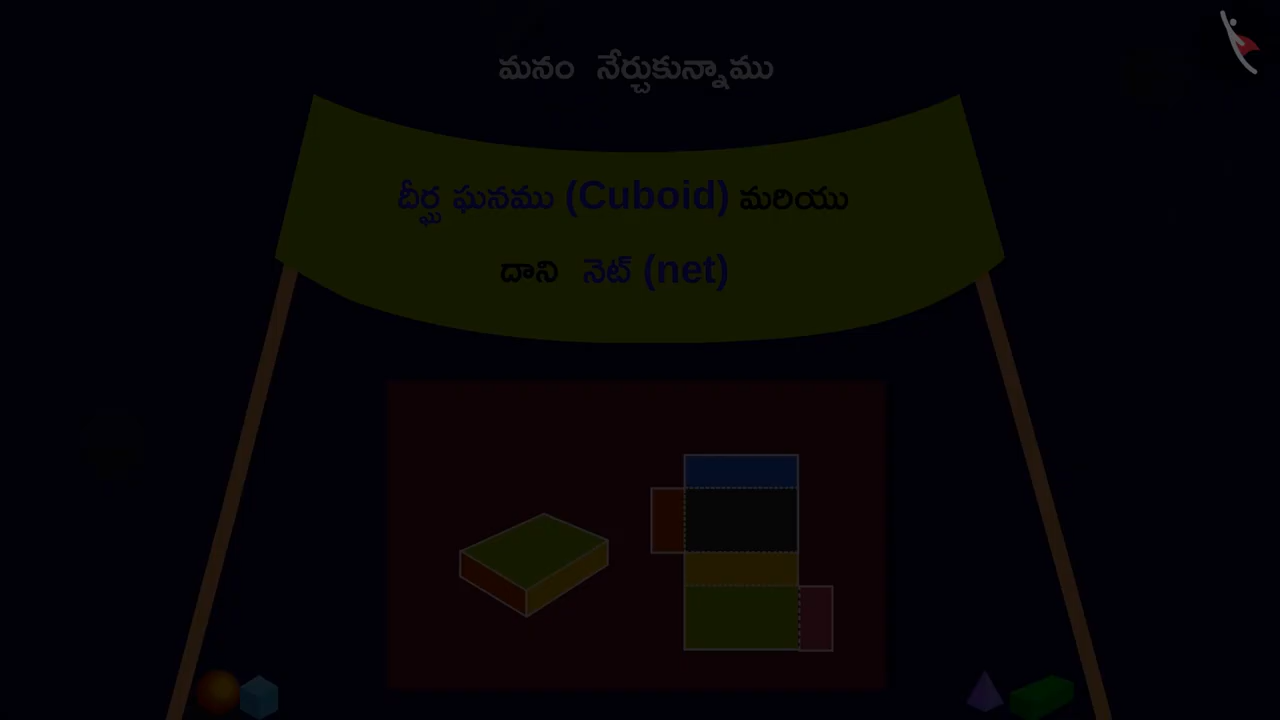 మనం నేర్చుకున్నాము
దీర్ఘ ఘనము (Cuboid) మరియు
దాని నెట్ (net)